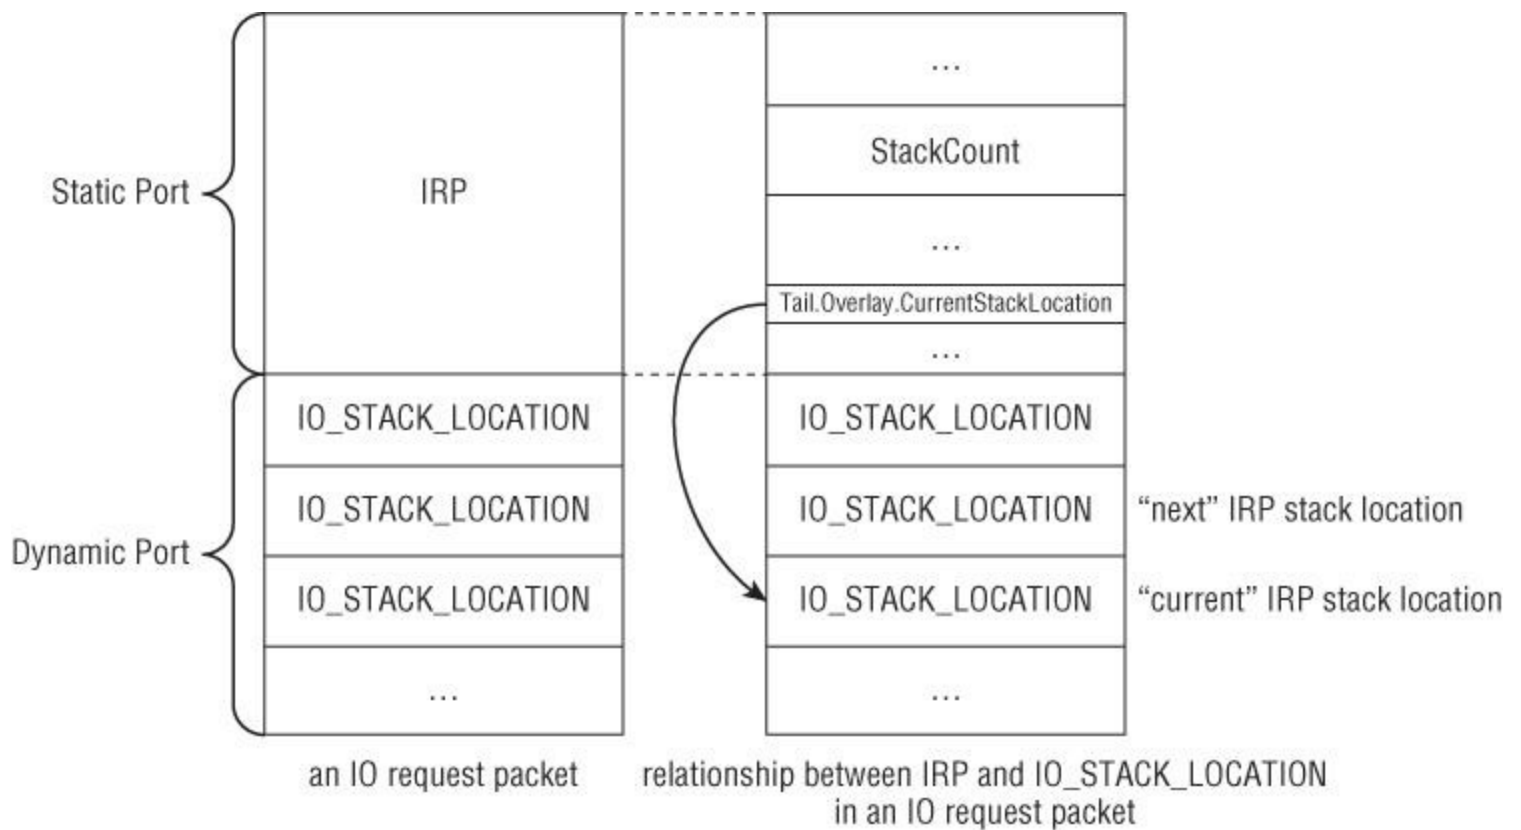 Static Port
IRP
Dynamic Port
IO_STACK_LOCATION
IO_STACK_LOCATION
IO_STACK_LOCATION
...
an IO request packet
...
StackCount
...
Tail.Overlay.CurrentStackLocation
...
IO_STACK_LOCATION
IO_STACK_LOCATION
“next” IRP stack location
IO_STACK_LOCATION
“current” IRP stack location
...
relationship between IRP and IO_STACK_LOCATION
in an IO request packet